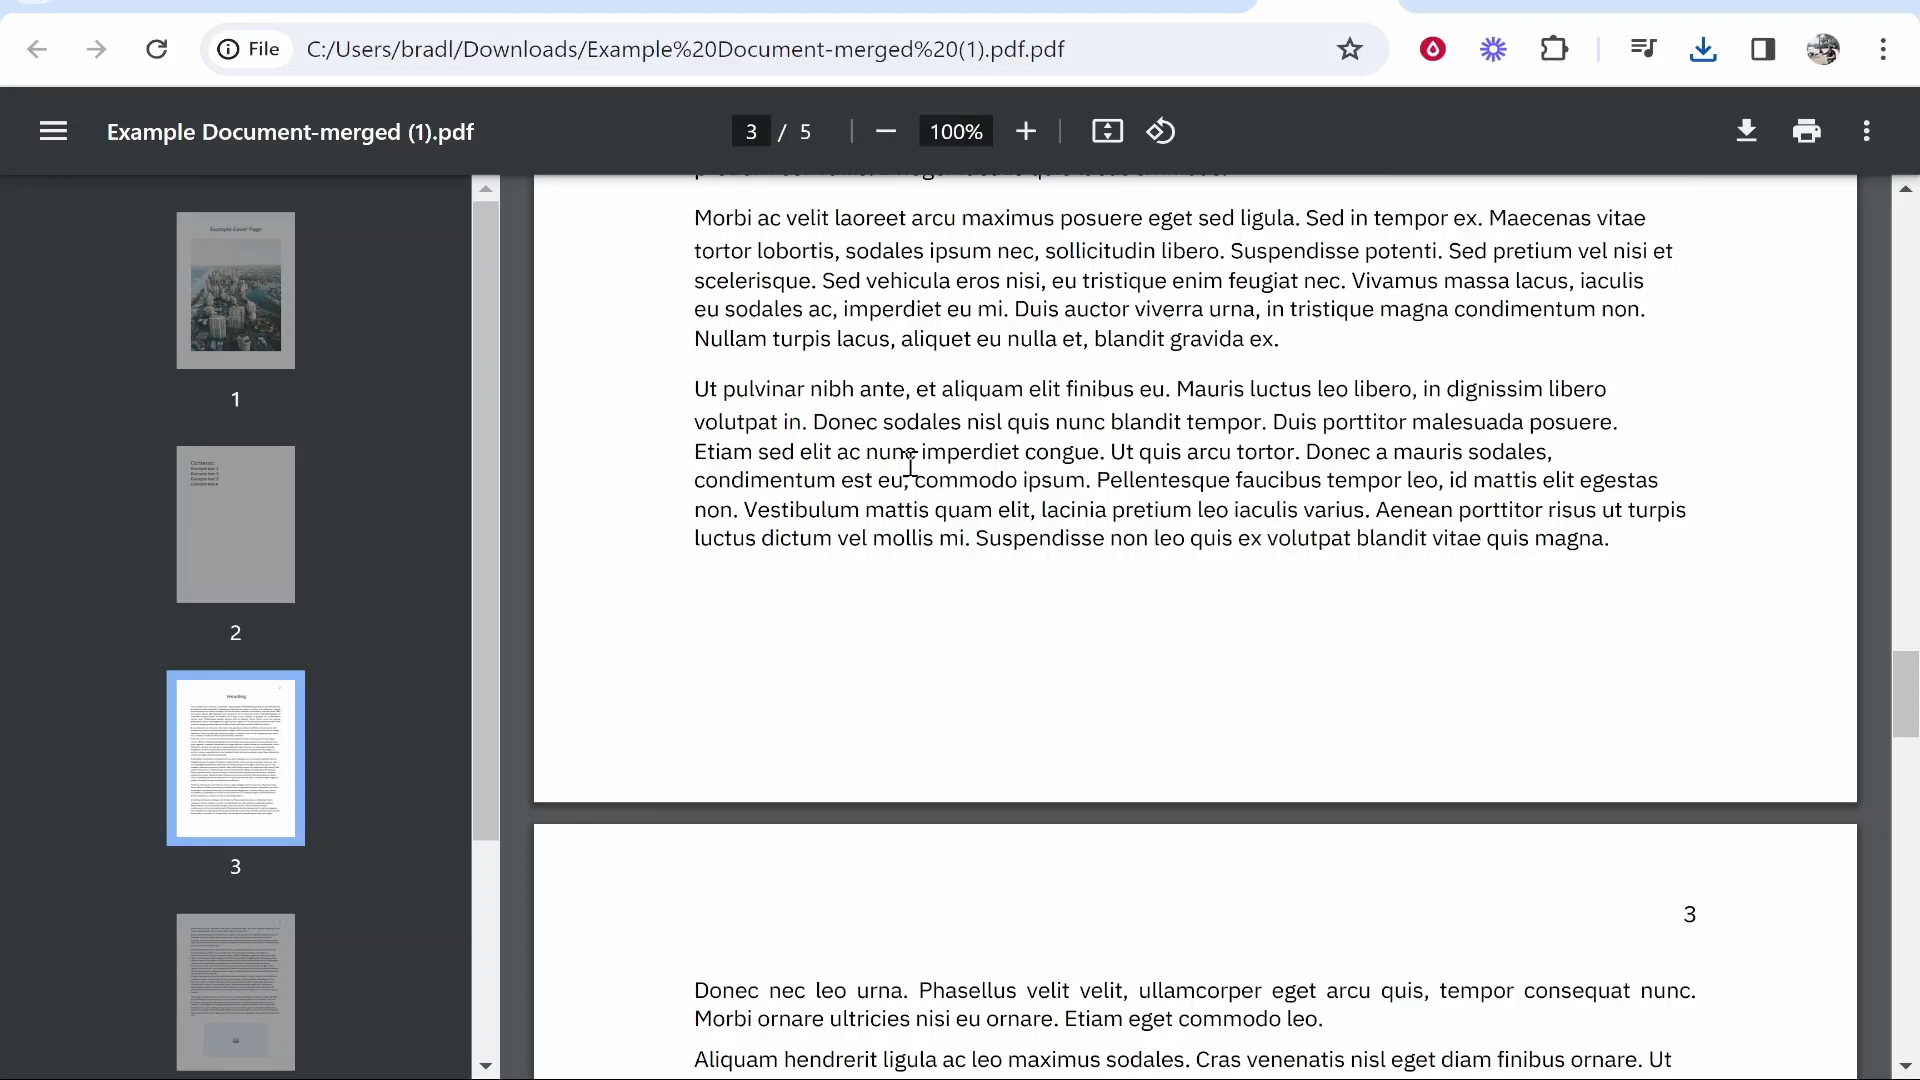 File
C:/Users/bradl/Downloads/Example%20Document-merged%20(1).pdf.pdf
Example Document-merged (1).pdf
3 / 5
100%
Example Cover Page
1
Contents:
2
Heading
3
Morbi ac velit laoreet arcu maximus posuere eget sed ligula. Sed in tempor ex. Maecenas vitae
tortor lobortis, sodales ipsum nec, sollicitudin libero. Suspendisse potenti. Sed pretium vel nisi et
scelerisque. Sed vehicula eros nisi, eu tristique enim feugiat nec. Vivamus massa lacus, iaculis
eu sodales ac, imperdiet eu mi. Duis auctor viverra urna, in tristique magna condimentum non.
Nullam turpis lacus, aliquet eu nulla et, blandit gravida ex.
Ut pulvinar nibh ante, et aliquam elit finibus eu. Mauris luctus leo libero, in dignissim libero
volutpat in. Donec sodales nisl quis nunc blandit tempor. Duis porttitor malesuada posuere.
Etiam sed elit ac nunc imperdiet congue. Ut quis arcu tortor. Donec a mauris sodales,
condimentum est eu, commodo ipsum. Pellentesque faucibus tempor leo, id mattis elit egestas
non. Vestibulum mattis quam elit, lacinia pretium leo iaculis varius. Aenean porttitor risus ut turpis
luctus dictum vel mollis mi. Suspendisse non leo quis ex volutpat blandit vitae quis magna.
3
Donec nec leo urna. Phasellus velit velit, ullamcorper eget arcu quis, tempor consequat nunc.
Morbi ornare ultricies nisi eu ornare. Etiam eget commodo leo.
Aliquam hendrerit ligula ac leo maximus sodales. Cras venenatis nisl eget diam finibus ornare. Ut